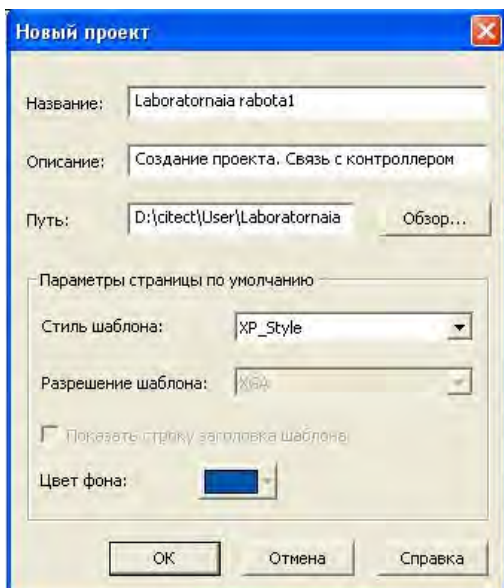 Новый проект
Название: Laboratornaia rabota1
Описание: Создание проекта. Связь с контроллером
Путь: D:\citect\User\Laboratornaia Обзор...
Параметры страницы по умолчанию
Стиль шаблона: XP_Style
Разрешение шаблона: XGA
Показать строку заголовка шаблона
Цвет фона:
ОК Отмена Справка